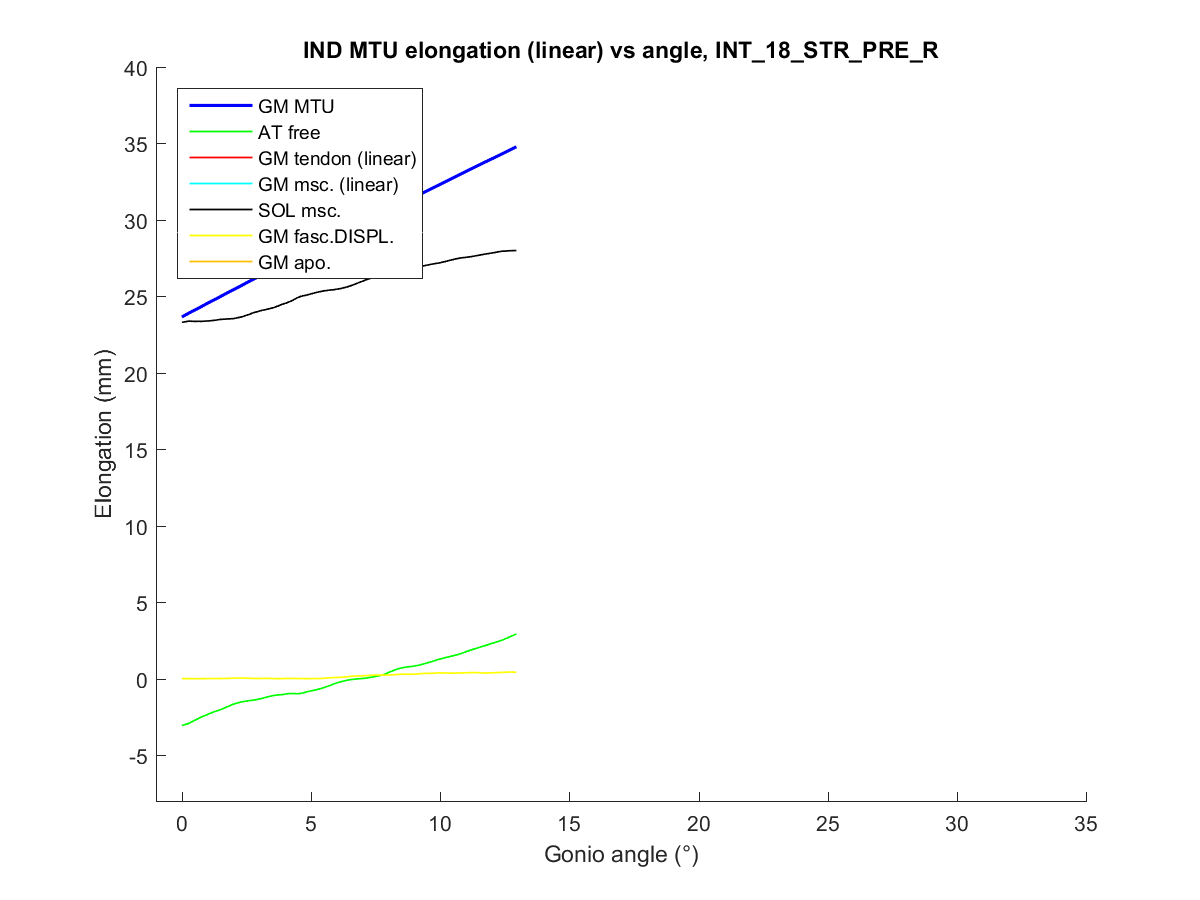 IND MTU elongation (linear) vs angle, INT_18_STR_PRE_R
40
35
30
25
20
15
10
5
0
-5
Elongation (mm)
GM MTU
AT free
GM tendon (linear)
GM msc. (linear)
SOL msc.
GM fasc.DISPL.
GM apo.
0 5 10 15 20 25 30 35
Gonio angle (°)